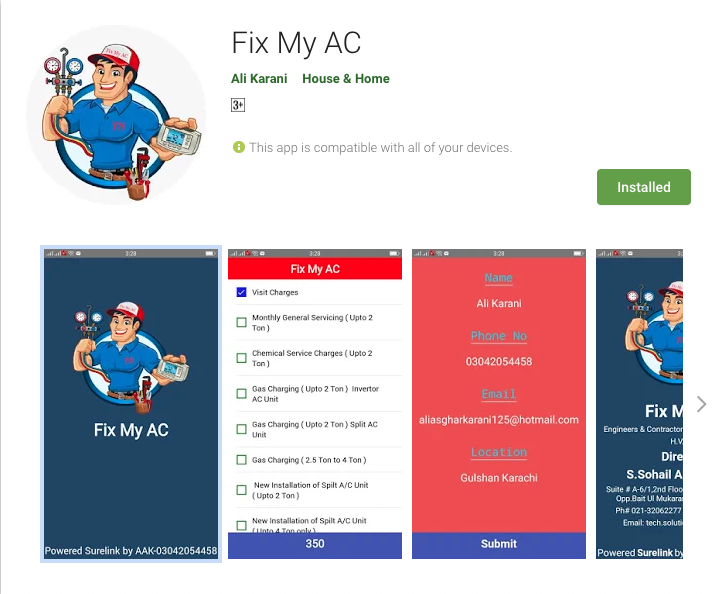 Fix My AC
Ali Karani House & Home
3+
This app is compatible with all of your devices.
Installed
3:28
Fix My AC
Powered Surelink by AAK-03042054458
3:28
Fix My AC
Visit Charges
Monthly General Servicing ( Upto 2
Ton )
Chemical Service Charges ( Upto 2
Ton )
Gas Charging ( Upto 2 Ton ) Invertor
AC Unit
Gas Charging ( Upto 2 Ton ) Split AC
Unit
Gas Charging ( 2.5 Ton to 4 Ton )
New Installation of Spilt A/C Unit
( Upto 2 Ton )
New Installation of Spilt A/C Unit
( Upto 4 Ton only )
350
3:28
Name
Ali Karani
Phone No
03042054458
Email
aliasgharkarani125@hotmail.com
Location
Gulshan Karachi
Submit
Fix M
Engineers & Contractor
H.V.
Dire
S.Sohail A
Suite # A-6/1,2nd Floo
Opp.Bait Ul Mukaran
Ph# 021-32062277
Email: tech.soluti
Powered Surelink by